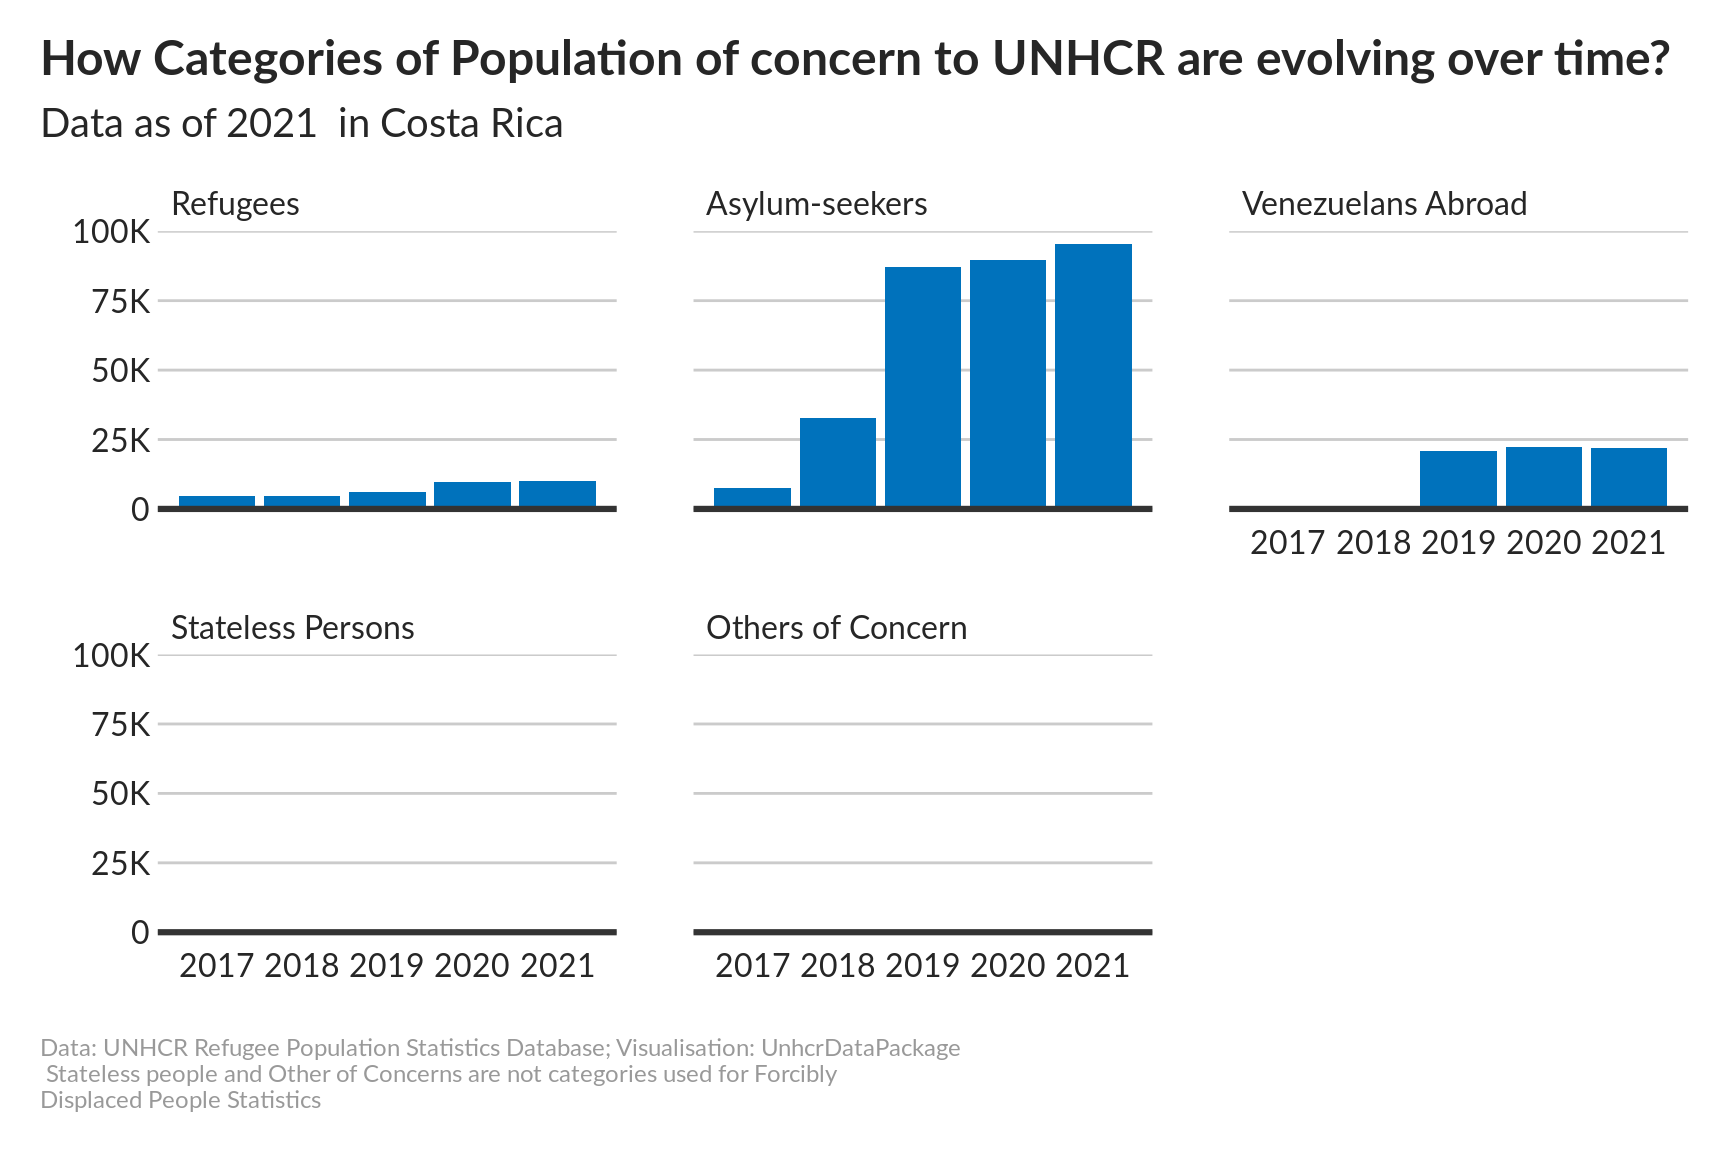 How Categories of Population of concern to UNHCR are evolving over time?
Data as of 2021  in Costa Rica
Refugees
Asylum-seekers
Venezuelans Abroad
100K
75K
50K
25K
0
2017 2018 2019 2020 2021
Stateless Persons
Others of Concern
100K
75K
50K
25K
0
2017 2018 2019 2020 2021
2017 2018 2019 2020 2021
Data: UNHCR Refugee Population Statistics Database; Visualisation: UnhcrDataPackage
Stateless people and Other of Concerns are not categories used for Forcibly
Displaced People Statistics